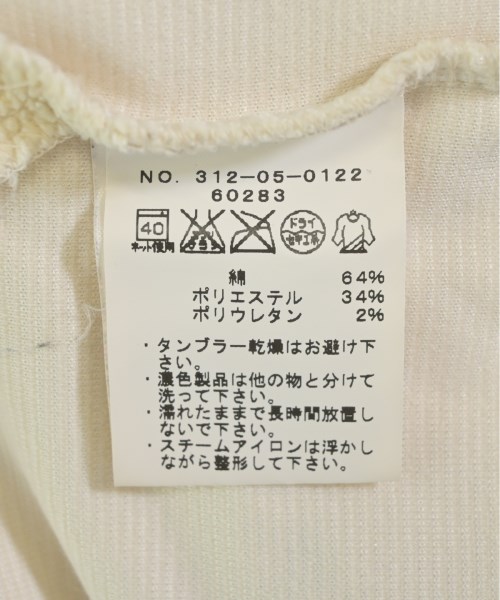 NO. 312-05-0122
60283
40
ネット使用
ドライ
セキユ系
綿 64%
ポリエステル 34%
ポリウレタン 2%
・タンブラー乾燥はお避け下
さい。
・濃色製品は他の物と分けて
洗って下さい。
・濡れたままで長時間放置し
ないで下さい。
・スチームアイロンは浮かし
ながら整形して下さい。